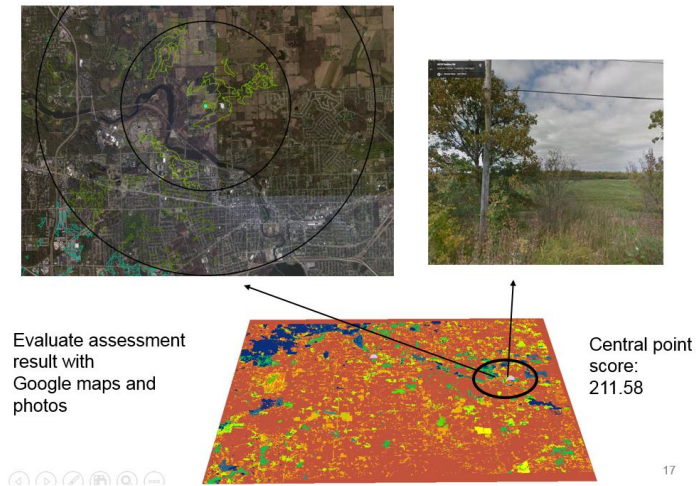 Evaluate assessment
result with
Google maps and
photos
Central point
score:
211.58
17